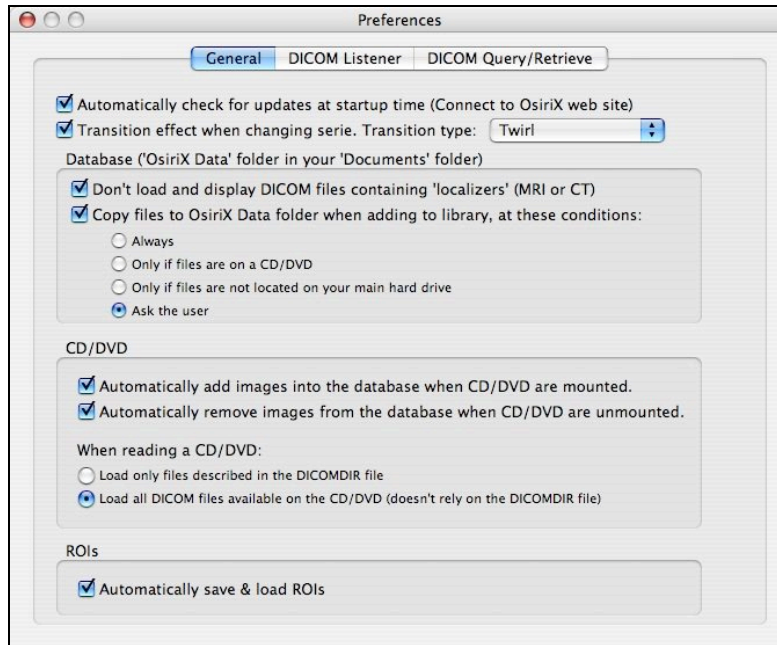 Preferences
General DICOM Listener DICOM Query/Retrieve
Automatically check for updates at startup time (Connect to OsiriX web site)
Transition effect when changing serie. Transition type: Twirl
Database ('OsiriX Data' folder in your 'Documents' folder)
Don't load and display DICOM files containing 'localizers' (MRI or CT)
Copy files to OsiriX Data folder when adding to library, at these conditions:
Always
Only if files are on a CD/DVD
Only if files are not located on your main hard drive
Ask the user
CD/DVD
Automatically add images into the database when CD/DVD are mounted.
Automatically remove images from the database when CD/DVD are unmounted.
When reading a CD/DVD:
Load only files described in the DICOMDIR file
Load all DICOM files available on the CD/DVD (doesn't rely on the DICOMDIR file)
ROIs
Automatically save & load ROIs